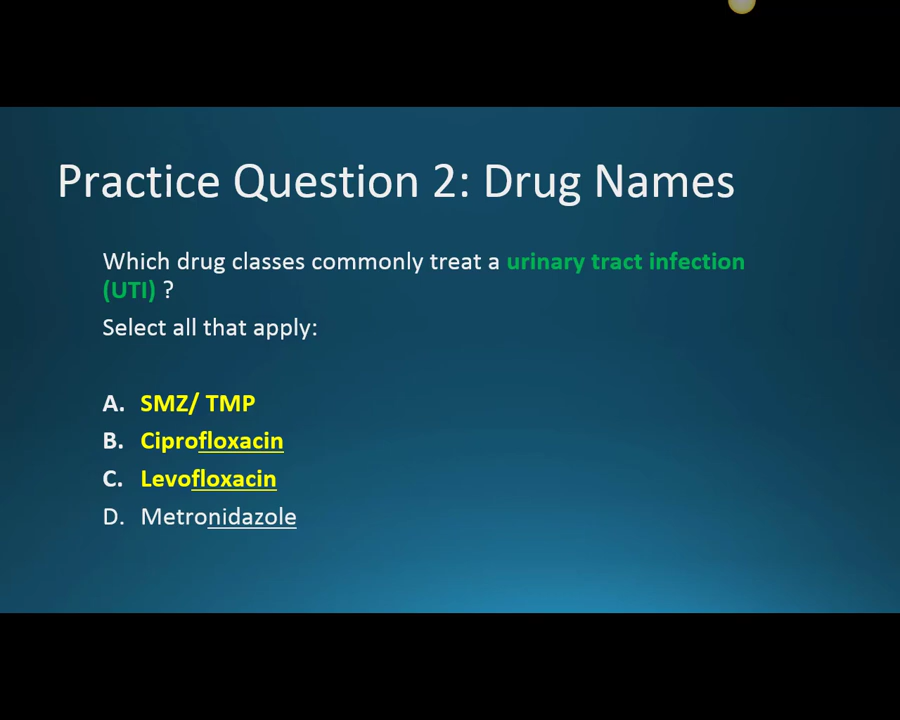 Practice Question 2: Drug Names
Which drug classes commonly treat a urinary tract infection
(UTI) ?
Select all that apply:
A. SMZ/ TMP
B. Ciprofloxacin
C. Levofloxacin
D. Metronidazole